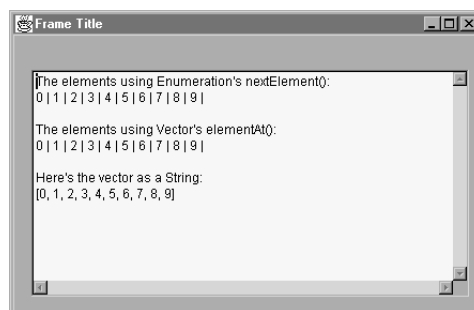 Frame Title
The elements using Enumeration's nextElement():
0 | 1 | 2 | 3 | 4 | 5 | 6 | 7 | 8 | 9 |
The elements using Vector's elementAt():
0 | 1 | 2 | 3 | 4 | 5 | 6 | 7 | 8 | 9 |
Here's the vector as a String:
[0, 1, 2, 3, 4, 5, 6, 7, 8, 9]